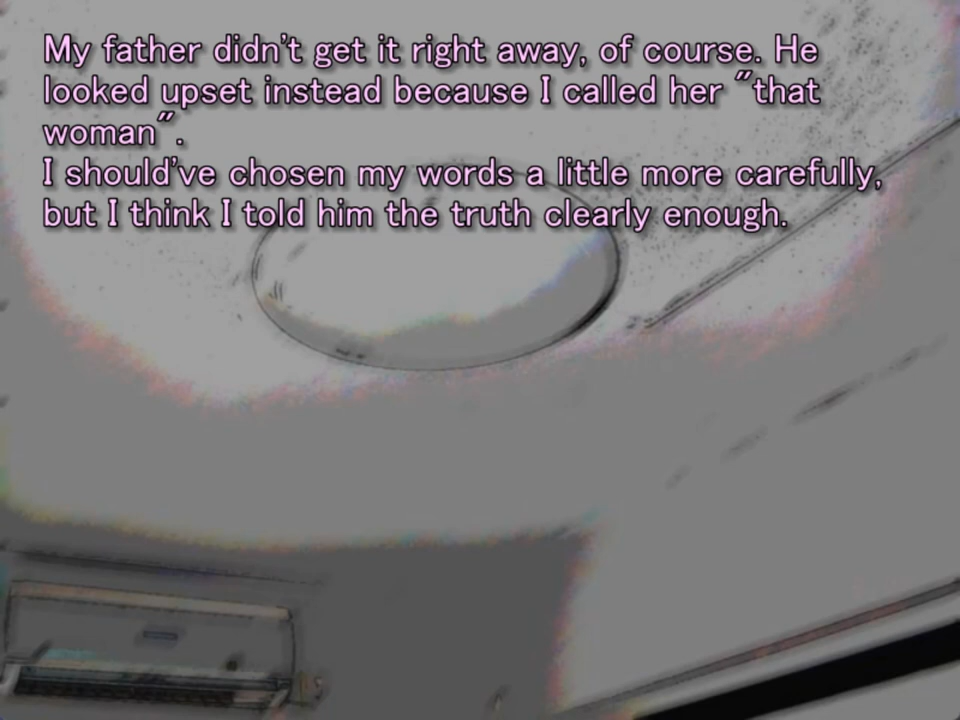 My father didn't get it right away, of course. He
looked upset instead because I called her "that
woman".
I should've chosen my words a little more carefully,
but I think I told him the truth clearly enough.